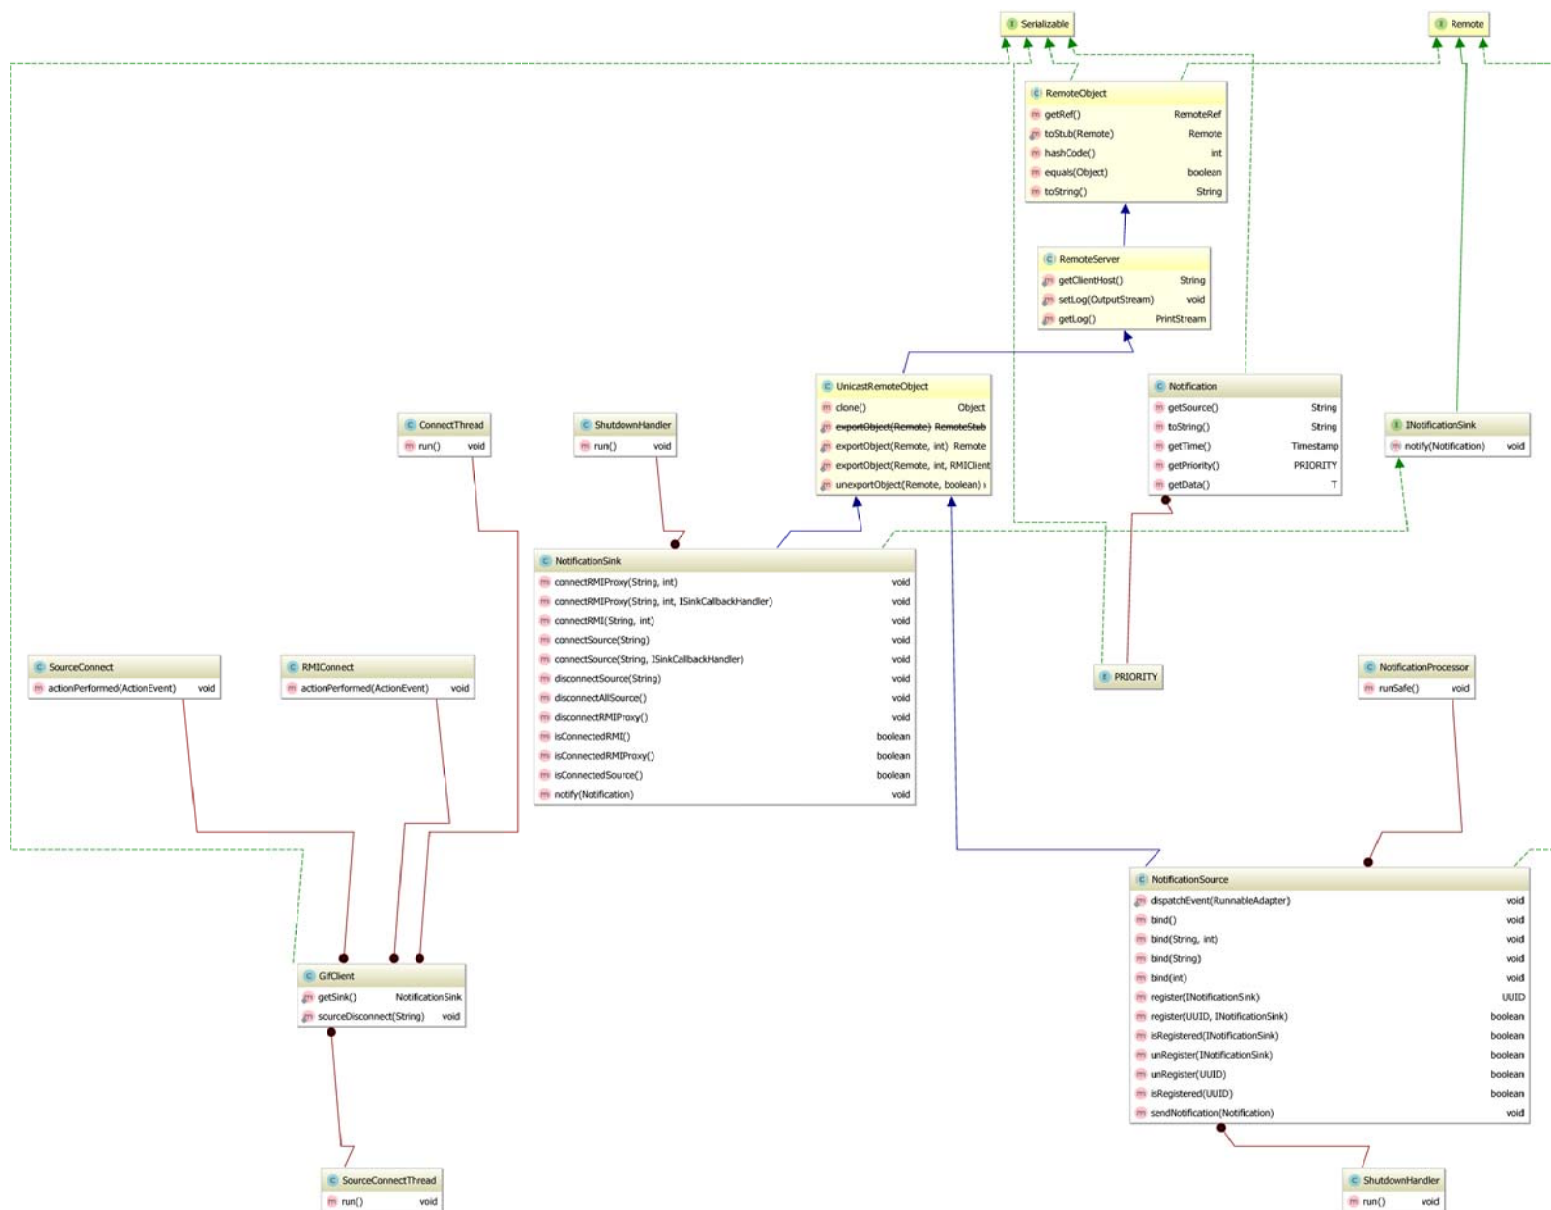 Serializable
Remote
RemoteObject
getRef() RemoteRef
toStub(Remote) Remote
hashCode() int
equals(Object) boolean
toString() String
RemoteServer
getClientHost() String
setLog(OutputStream) void
getLog() PrintStream
UnicastRemoteObject
clone() Object
exportObject(Remote) RemoteStub
exportObject(Remote, int) Remote
exportObject(Remote, int, RMIClient
unexportObject(Remote, boolean)
Notification
getSource() String
toString() String
getTime() Timestamp
getPriority() PRIORITY
getData() T
INotificationSink
notify(Notification) void
ConnectThread
run() void
ShutdownHandler
run() void
NotificationSink
connectRMIProxy(String, int) void
connectRMIProxy(String, int, ISinkCallbackHandler) void
connectRMI(String, int) void
connectSource(String) void
connectSource(String, ISinkCallbackHandler) void
disconnectSource(String) void
disconnectAllSource() void
disconnectRMIProxy() void
isConnectedRMI() boolean
isConnectedRMIProxy() boolean
isConnectedSource() boolean
notify(Notification) void
SourceConnect
actionPerformed(ActionEvent) void
RMIConnect
actionPerformed(ActionEvent) void
PRIORITY
NotificationProcessor
runSafe() void
NotificationSource
dispatchEvent(RunnableAdapter) void
bind() void
bind(String, int) void
bind(String) void
bind(int) void
register(INotificationSink) UUID
register(UUID, INotificationSink) boolean
isRegistered(INotificationSink) boolean
unRegister(INotificationSink) boolean
unRegister(UUID) boolean
isRegistered(UUID) boolean
sendNotification(Notification) void
GfClient
getSink() NotificationSink
sourceDisconnect(String) void
SourceConnectThread
run() void
ShutdownHandler
run() void